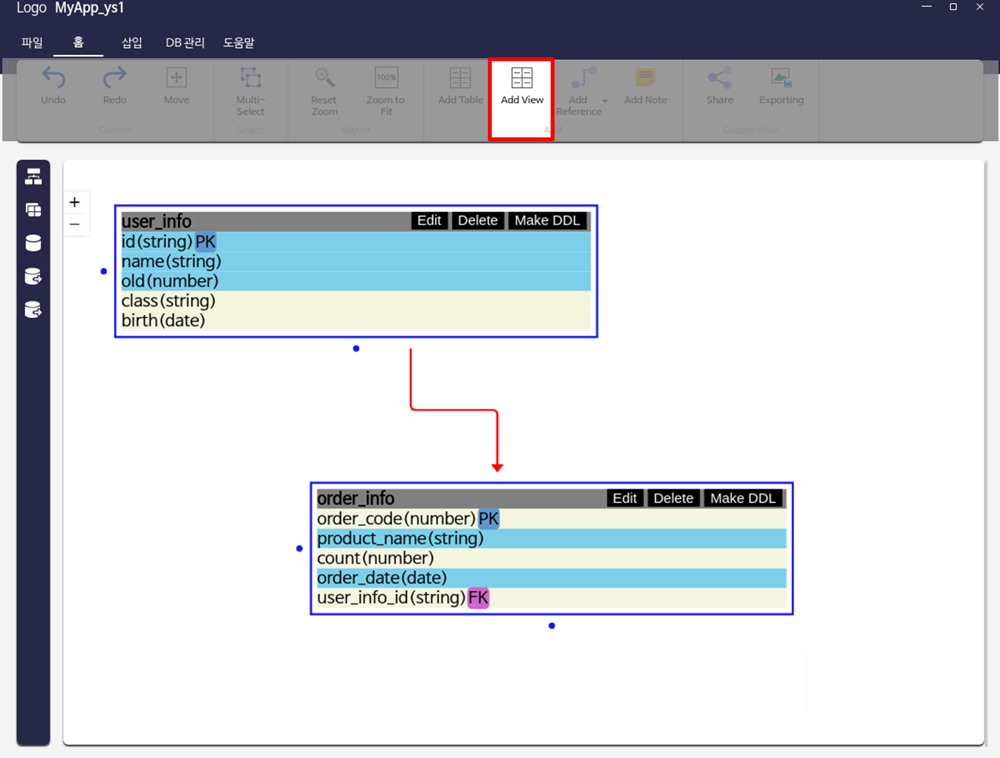 Logo MyApp_ys1
파일 홈 삽입 DB 관리 도움말
Undo Redo Move Multi-Select Reset Zoom 100% Zoom to Fit Add Table Add View Add Reference Add Note Share Exporting
Control Select Adjust Add Cooperation
+
−
user_info Edit Delete Make DDL
id(string) PK
name(string)
old(number)
class(string)
birth(date)
order_info Edit Delete Make DDL
order_code(number) PK
product_name(string)
count(number)
order_date(date)
user_info_id(string) FK